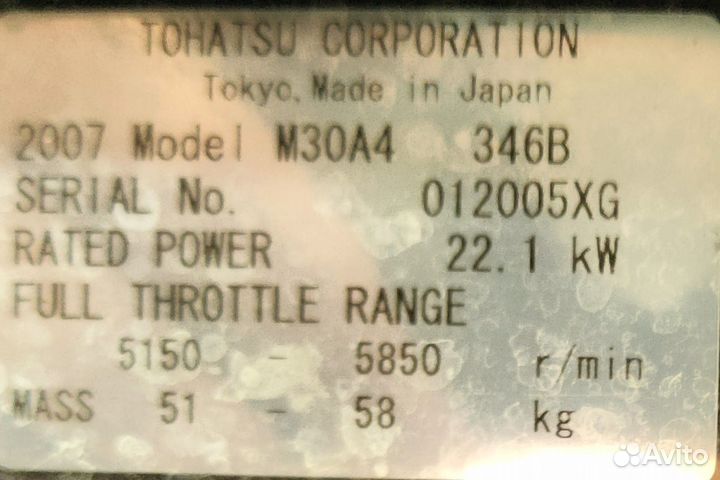 TOHATSU CORPORATION
Tokyo, Made in Japan
2007 Model M30A4 346B
SERIAL No. 012005XG
RATED POWER 22.1 kW
FULL THROTTLE RANGE
5150 - 5850 r/min
MASS 51 - 58 kg
Avito